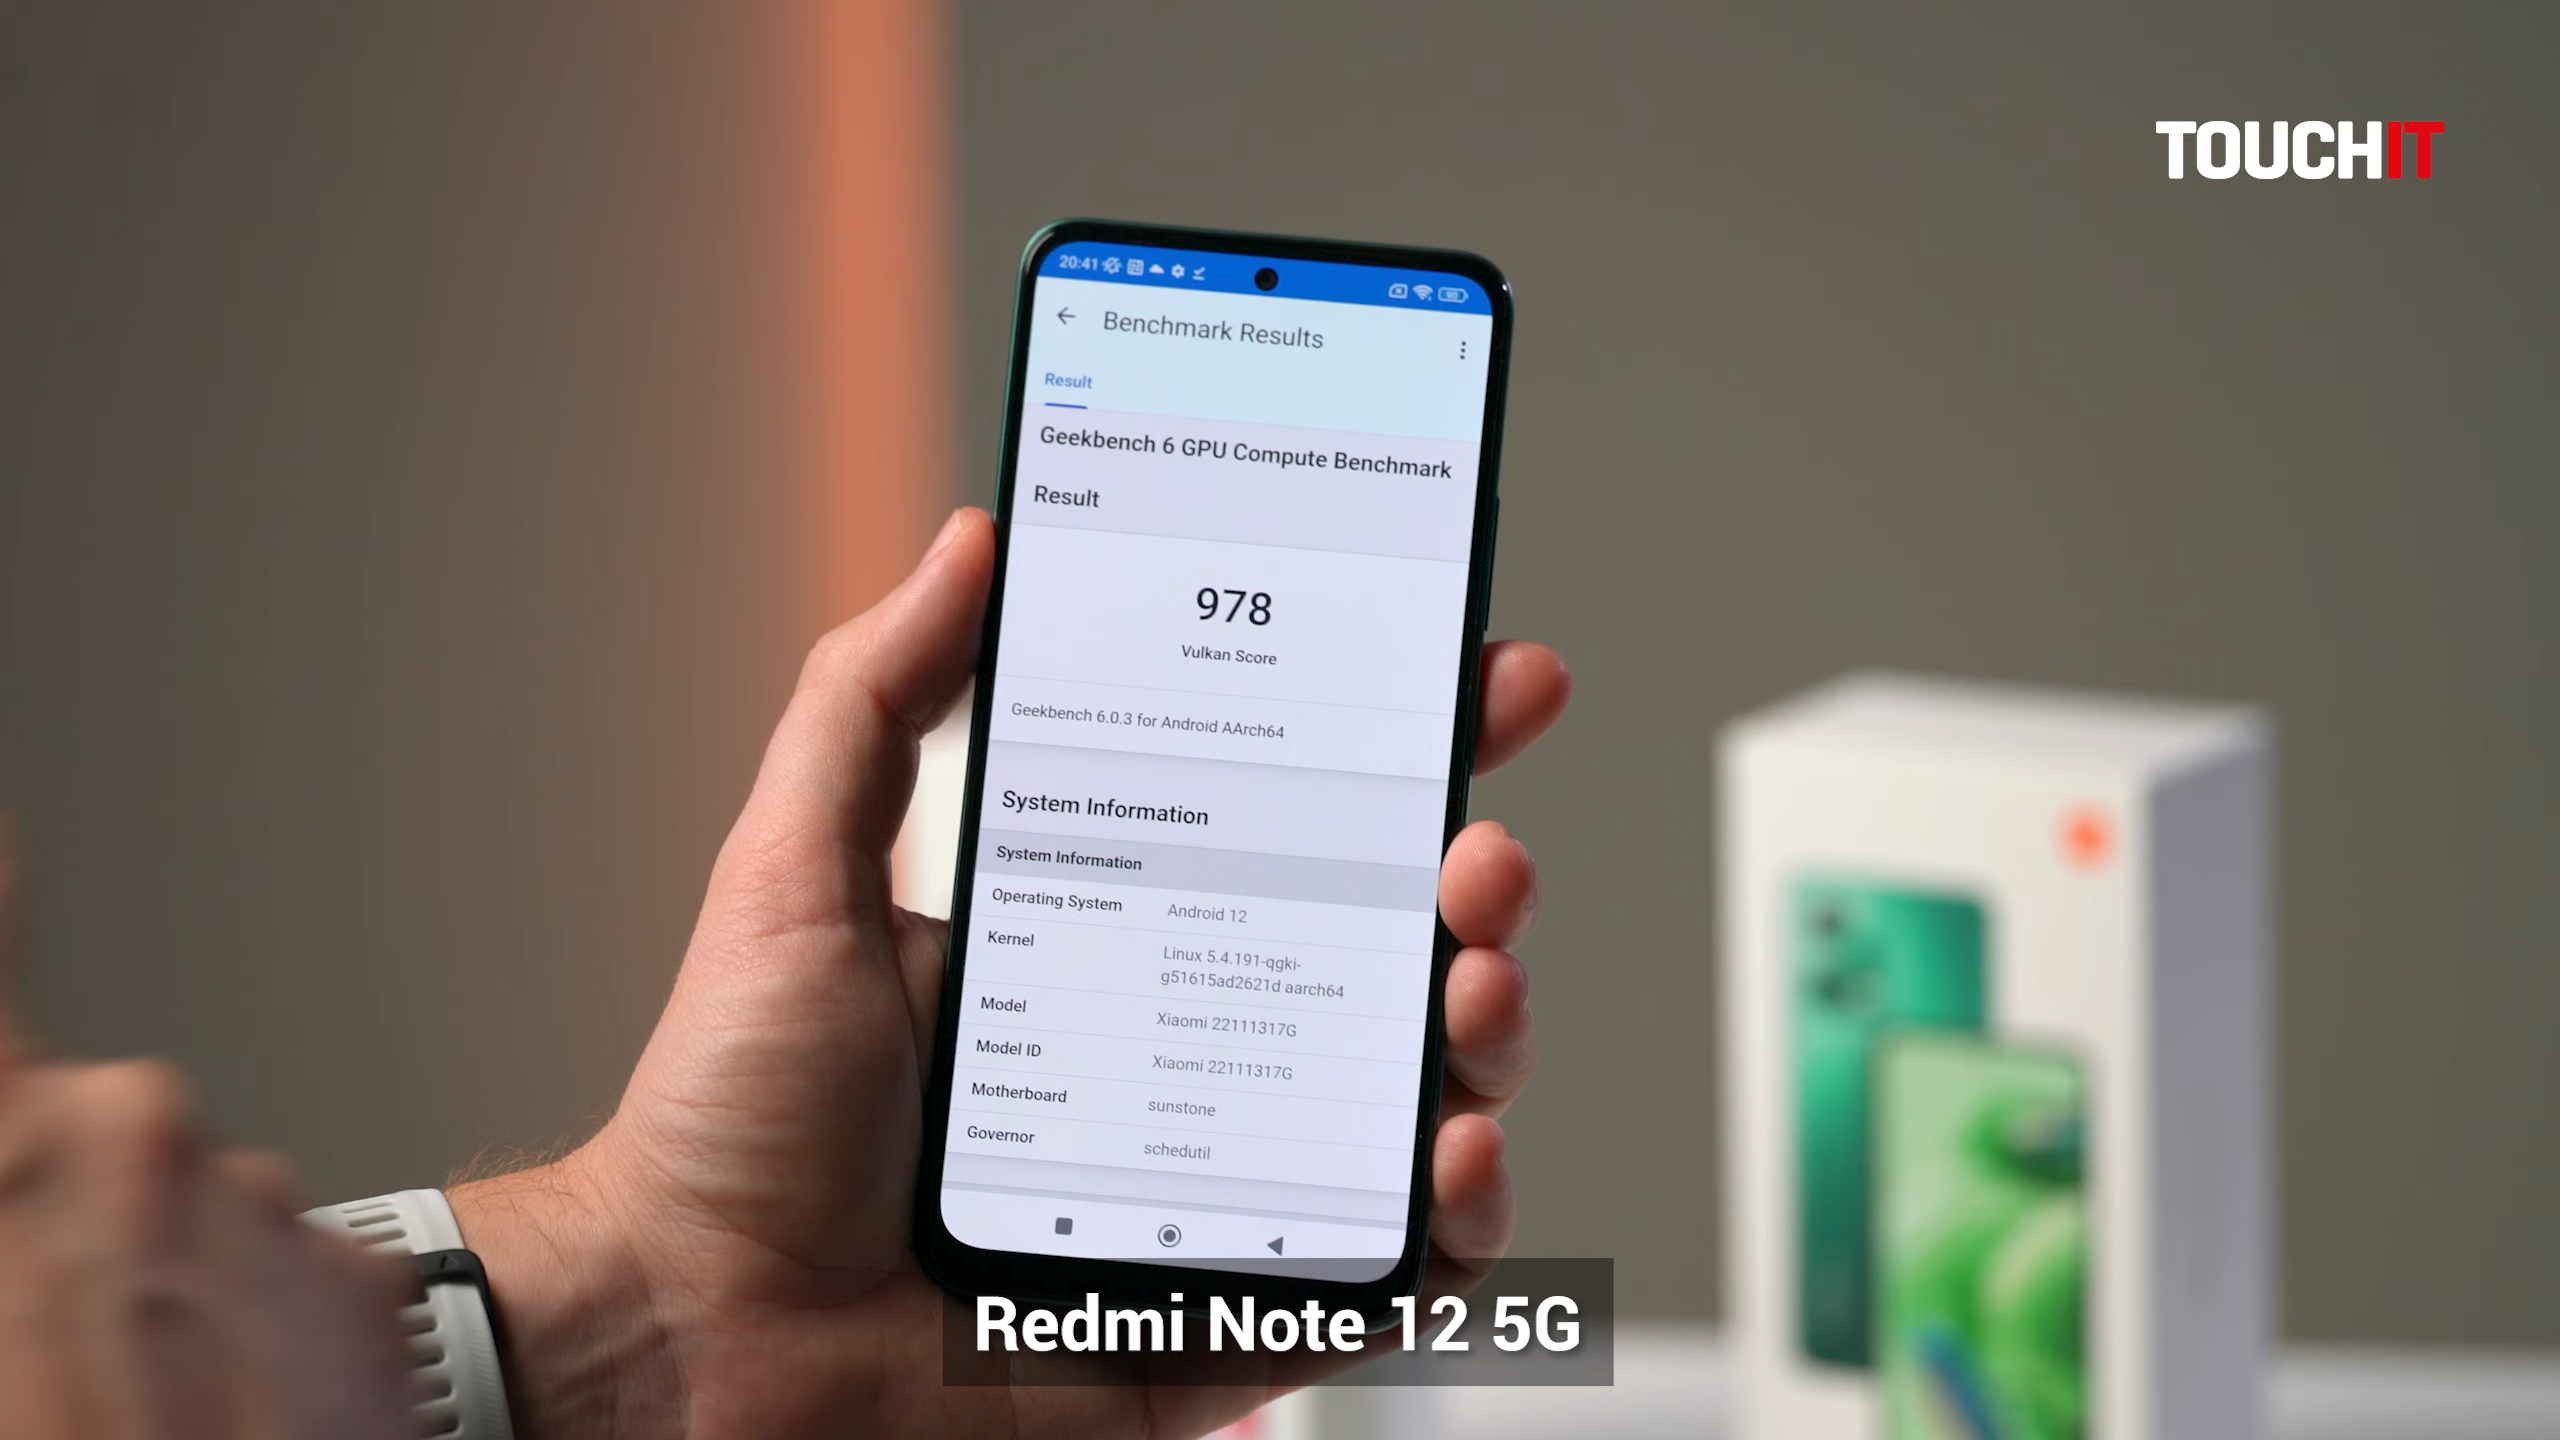 TOUCHIT
20:41
Benchmark Results
Result
Geekbench 6 GPU Compute Benchmark
Result
978
Vulkan Score
Geekbench 6.0.3 for Android AArch64
System Information
System Information
Operating System Android 12
Kernel Linux 5.4.191-qgki-
g51615ad2621d aarch64
Model Xiaomi 22111317G
Model ID Xiaomi 22111317G
Motherboard sunstone
Governor schedutil
Redmi Note 12 5G